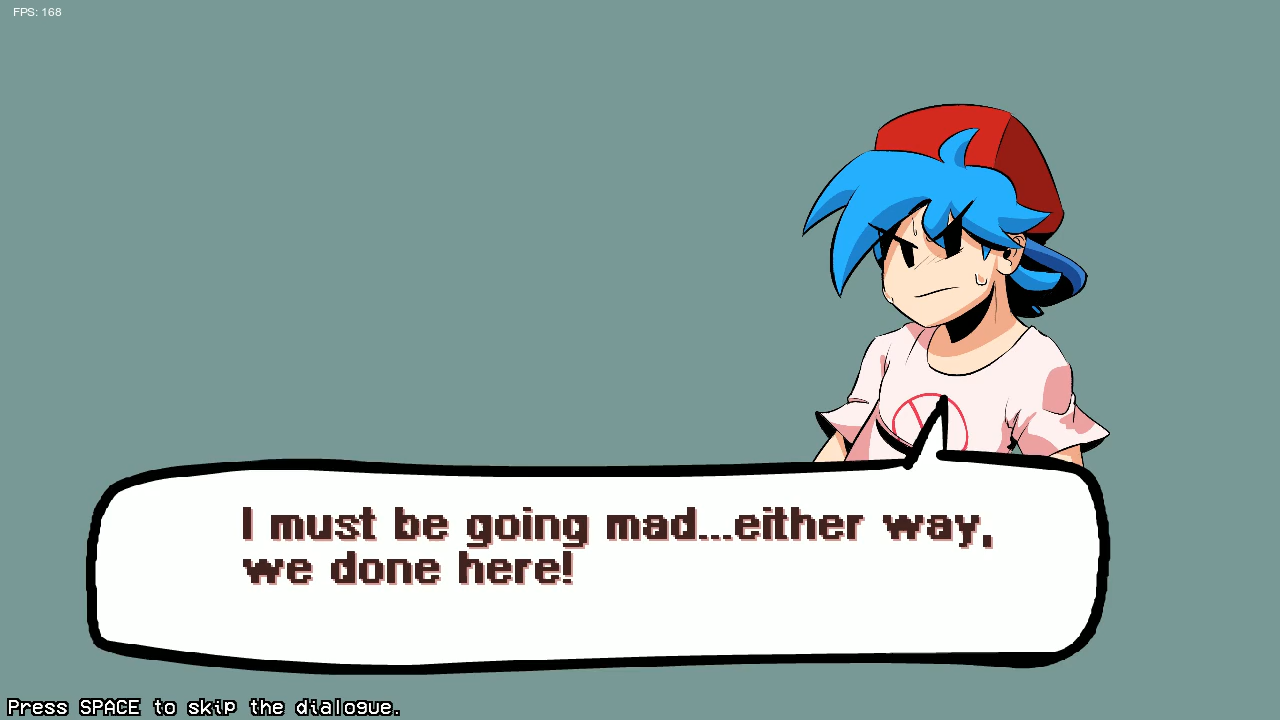 FPS: 168
I must be going mad...either way,
we done here!
Press SPACE to skip the dialogue.